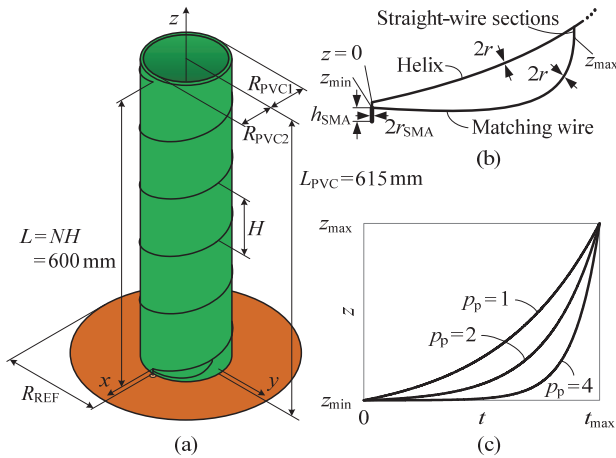 z
R_PVC1
R_PVC2
L_PVC=615 mm
L=NH
=600 mm
H
R_REF
x
y
(a)
Straight-wire sections
z=0
z_min
z_max
2r
Helix
2r
h_SMA
2r_SMA
Matching wire
(b)
z_max
z
p_p=1
p_p=2
p_p=4
z_min
0
t
t_max
(c)